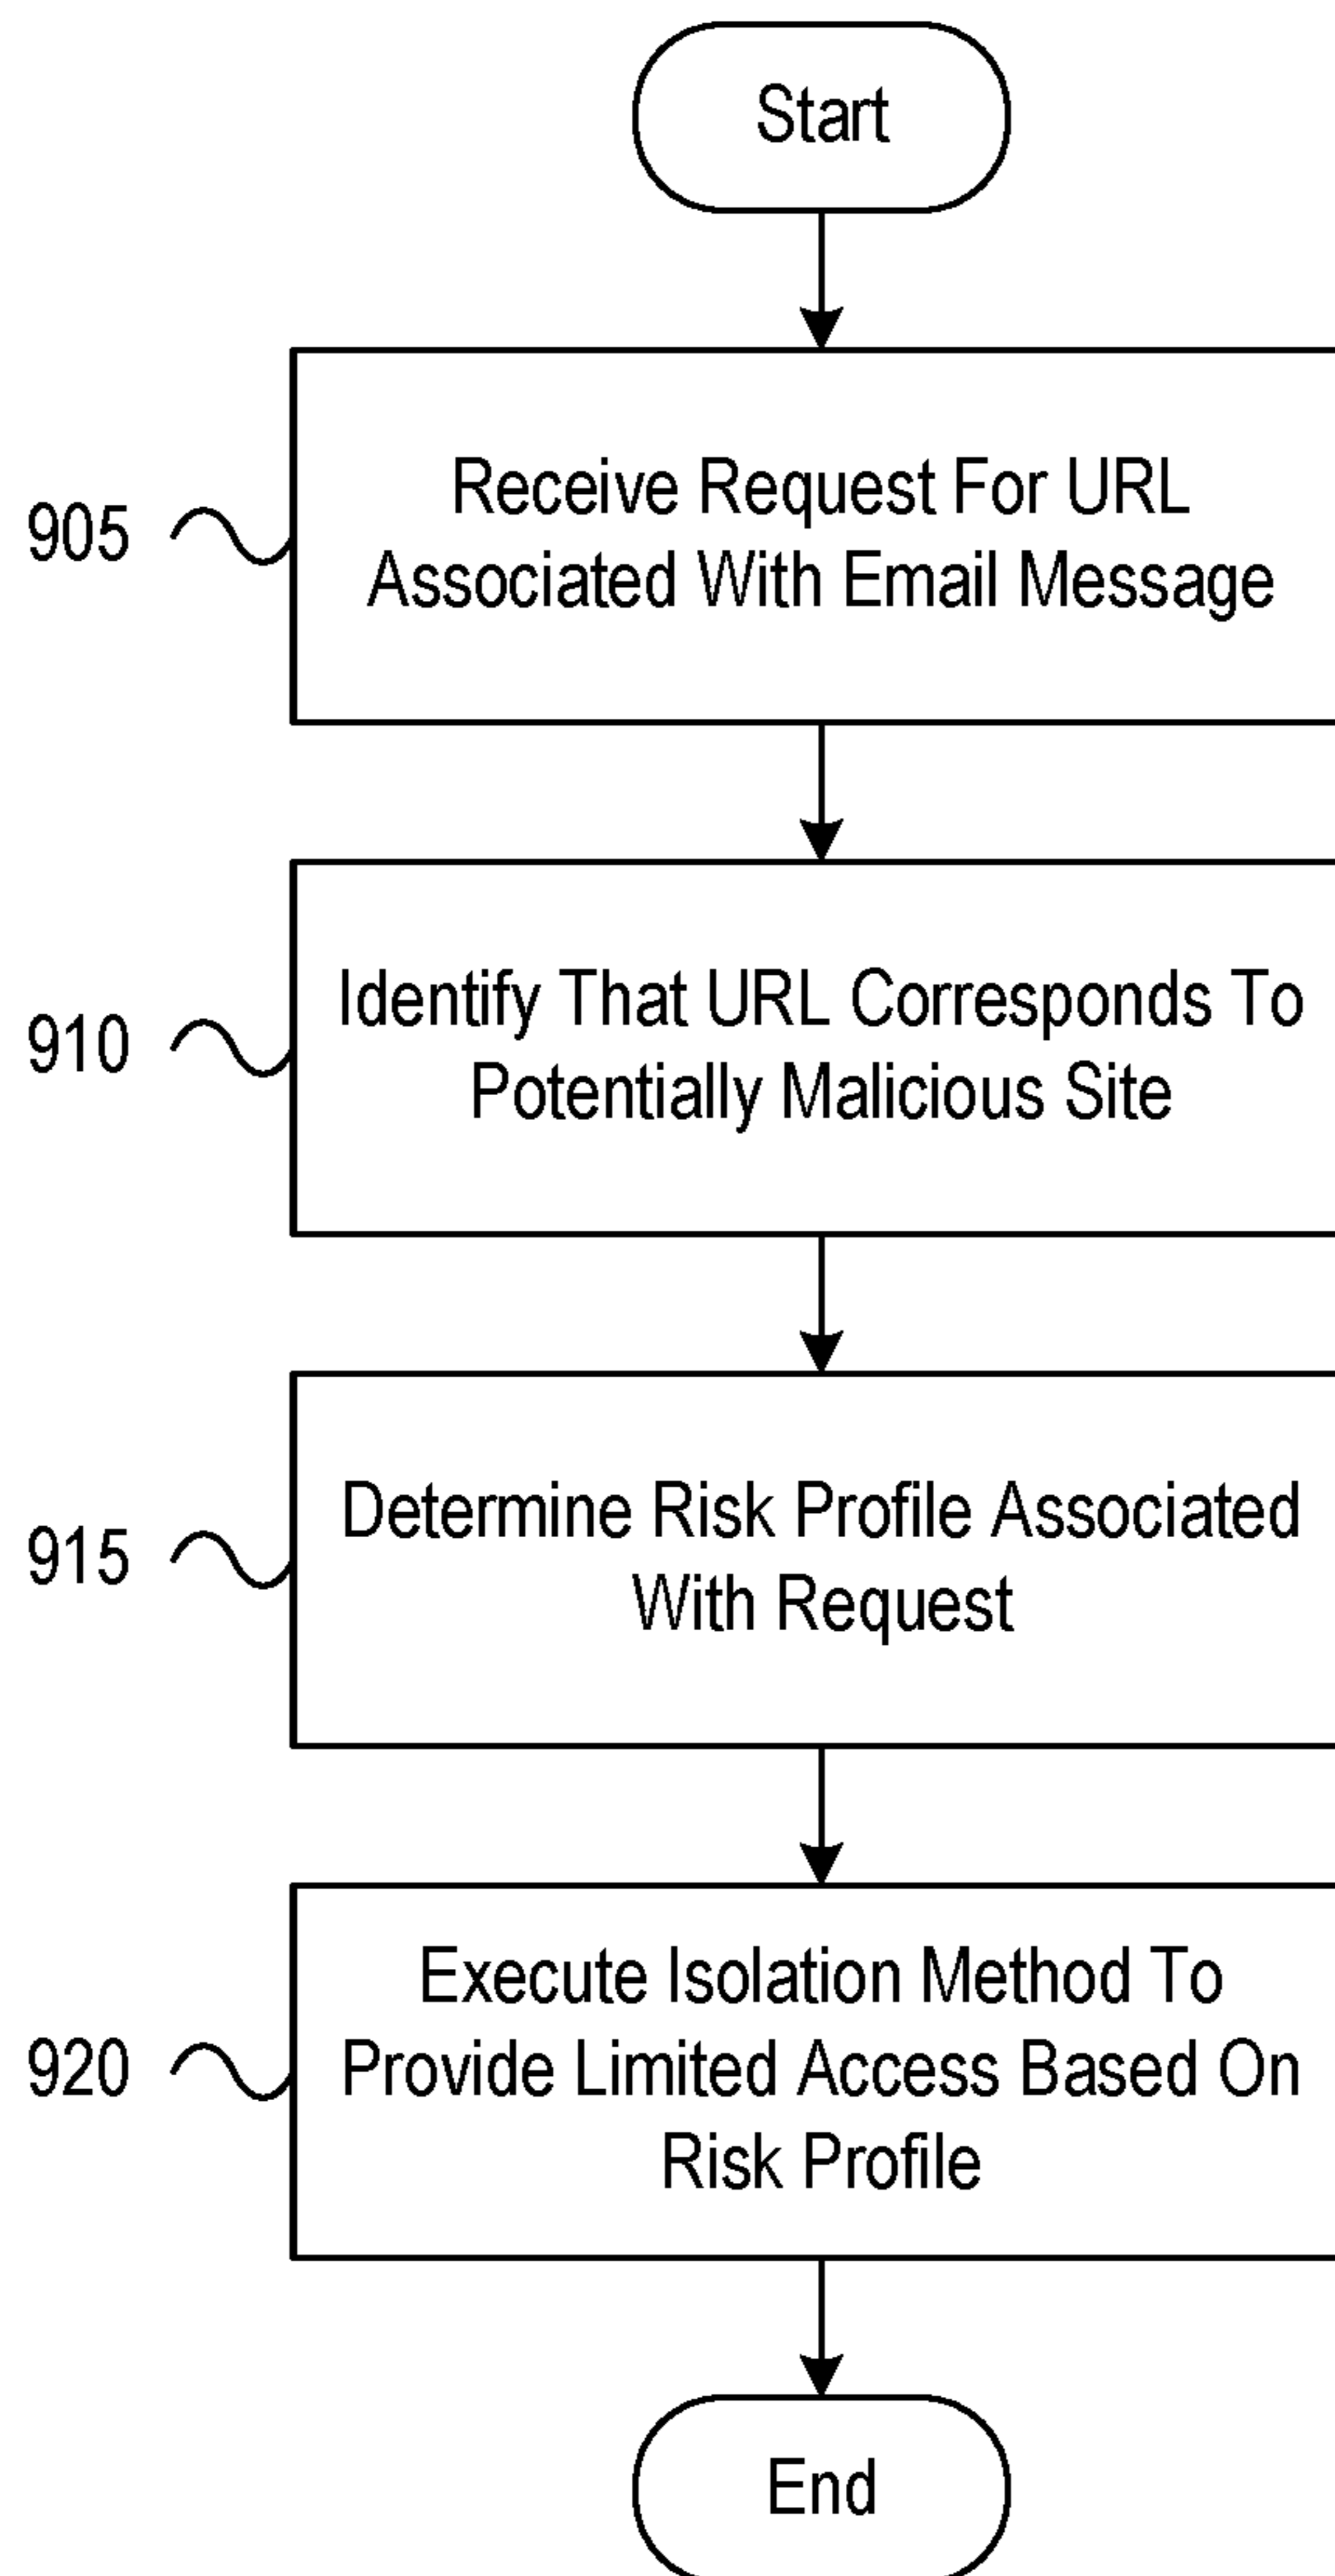 Start
905
Receive Request For URL
Associated With Email Message
910
Identify That URL Corresponds To
Potentially Malicious Site
915
Determine Risk Profile Associated
With Request
920
Execute Isolation Method To
Provide Limited Access Based On
Risk Profile
End